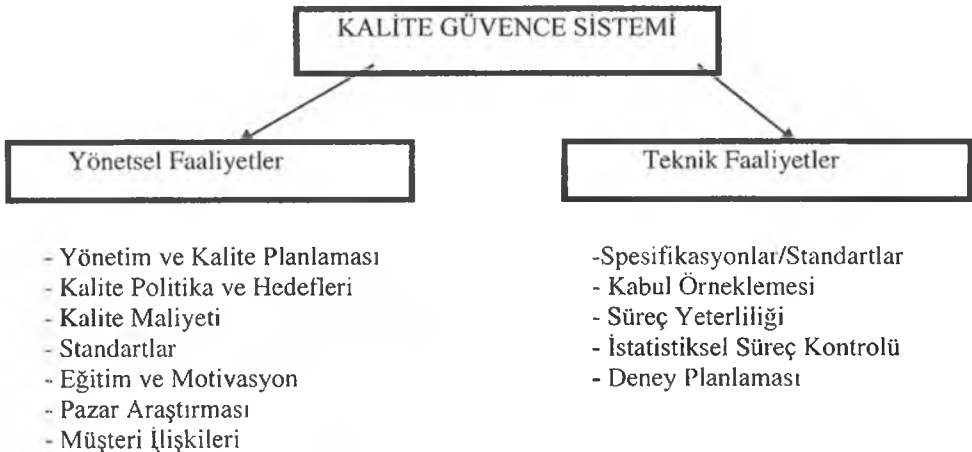 KALİTE GÜVENCE SİSTEMİ
Yönetsel Faaliyetler
Teknik Faaliyetler
- Yönetim ve Kalite Planlaması
- Kalite Politika ve Hedefleri
- Kalite Maliyeti
- Standartlar
- Eğitim ve Motivasyon
- Pazar Araştırması
- Müşteri İlişkileri
-Spesifikasyonlar/Standartlar
- Kabul Örneklemesi
- Süreç Yeterliliği
- İstatistiksel Süreç Kontrolü
- Deney Planlaması